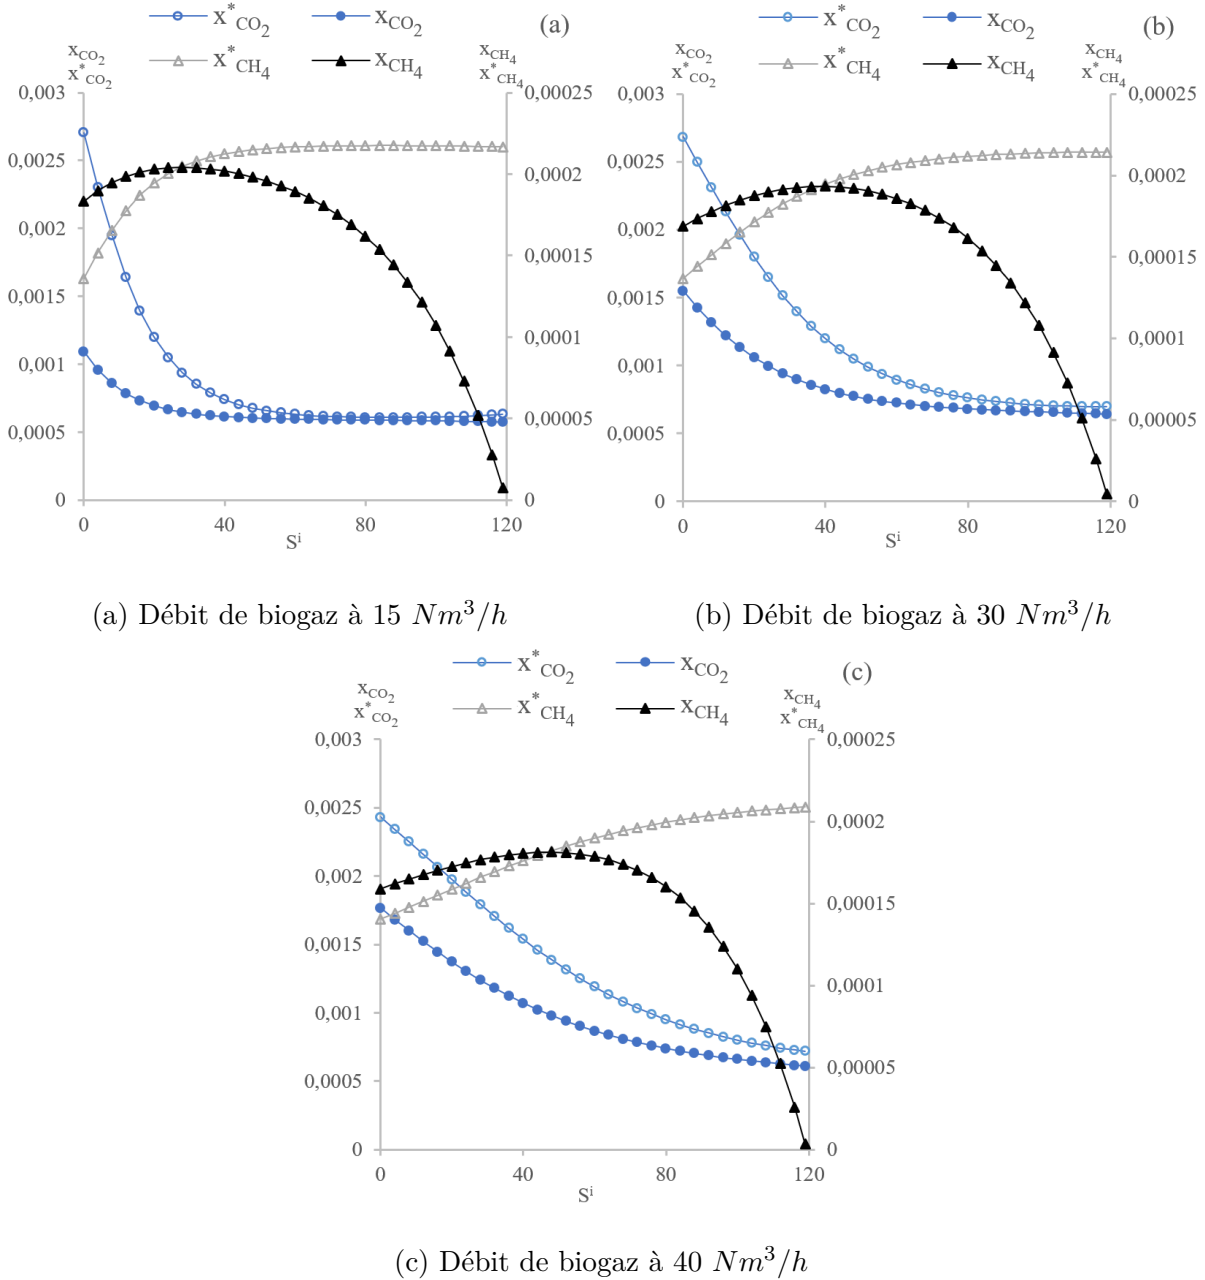 x*CO2 xCO2 (a)
x*CH4 xCH4
xCO2
x*CO2
xCH4
x*CH4
0,003
0,0025
0,002
0,0015
0,001
0,0005
0
0,00025
0,0002
0,00015
0,0001
0,00005
0
0 40 80 120
Si
x*CO2 xCO2 (b)
x*CH4 xCH4
xCO2
x*CO2
xCH4
x*CH4
0,003
0,0025
0,002
0,0015
0,001
0,0005
0
0,00025
0,0002
0,00015
0,0001
0,00005
0
0 40 80 120
Si
(a) Débit de biogaz à 15 Nm³/h
(b) Débit de biogaz à 30 Nm³/h
x*CO2 xCO2 (c)
x*CH4 xCH4
xCO2
x*CO2
xCH4
x*CH4
0,003
0,0025
0,002
0,0015
0,001
0,0005
0
0,00025
0,0002
0,00015
0,0001
0,00005
0
0 40 80 120
Si
(c) Débit de biogaz à 40 Nm³/h